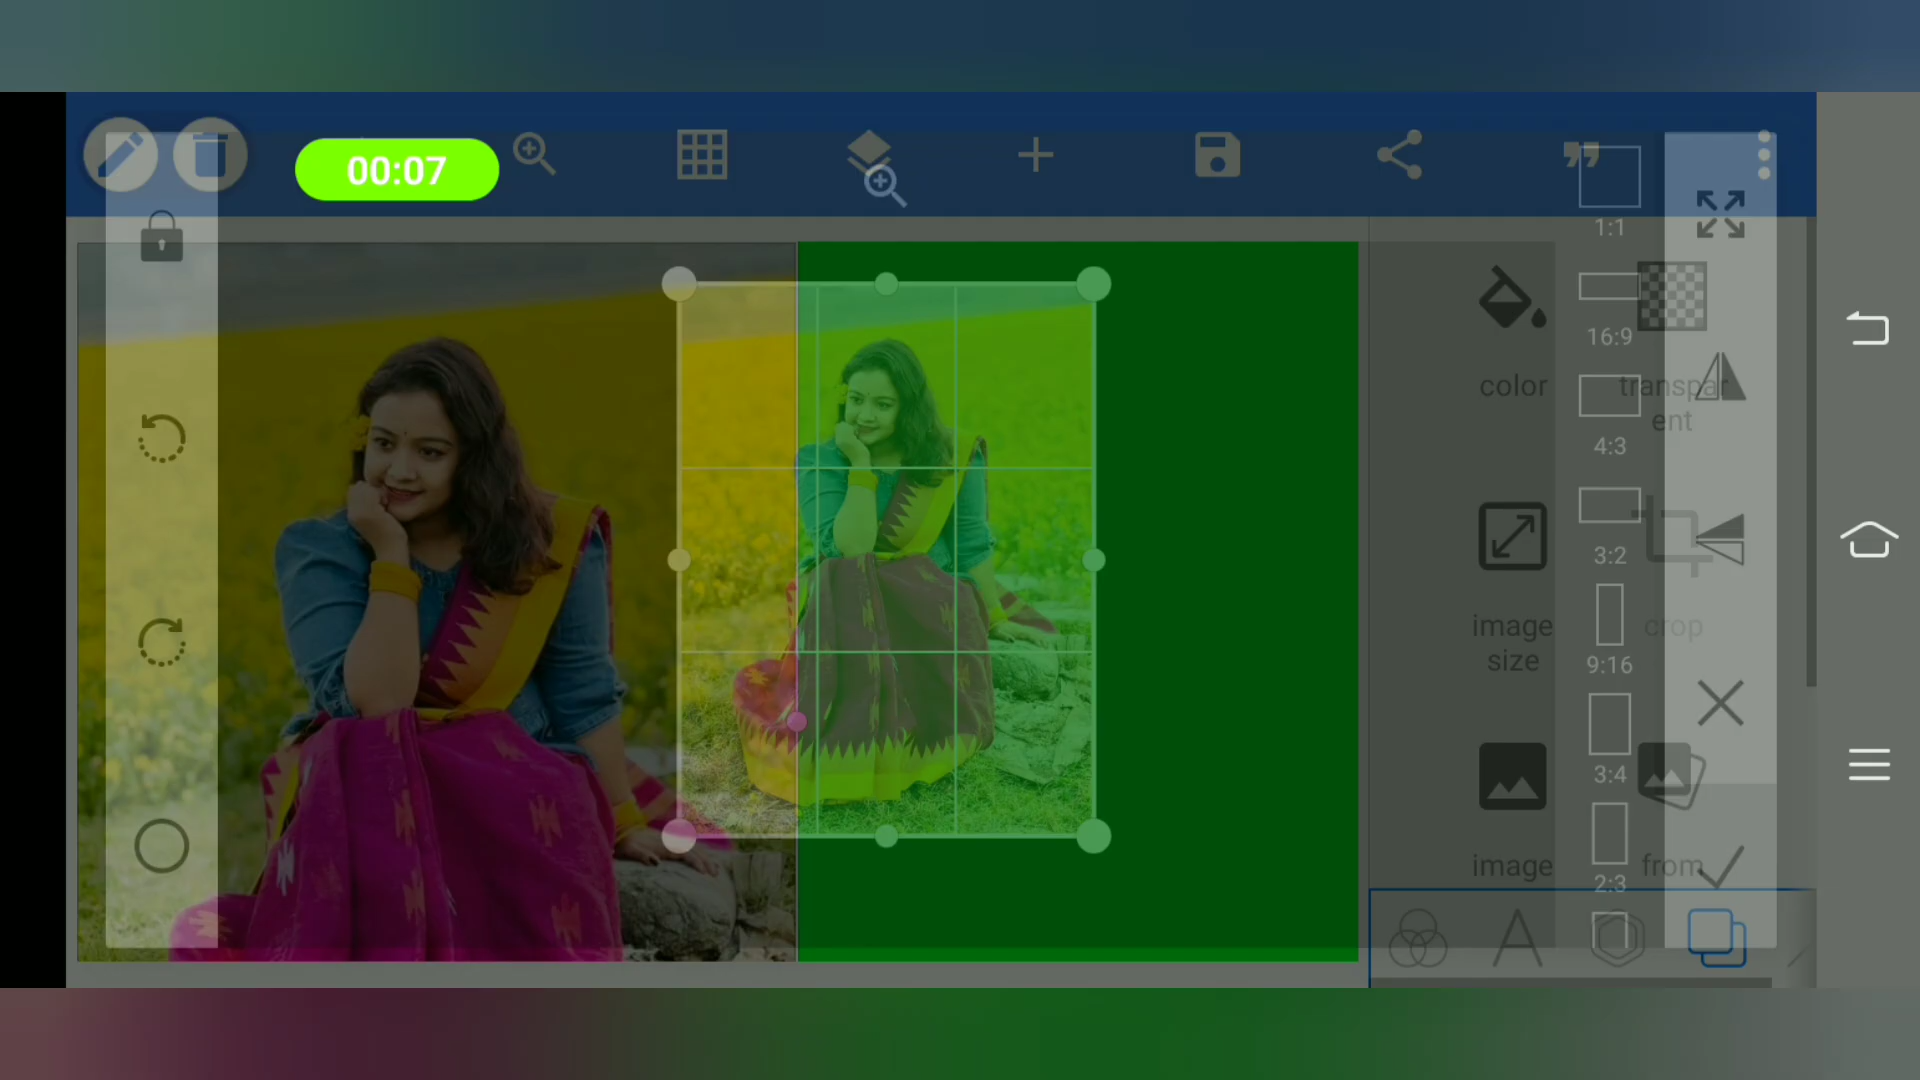 00:07
1:1
16:9
color
transpar
ent
4:3
3:2
image
size
crop
9:16
3:4
image
from
2:3